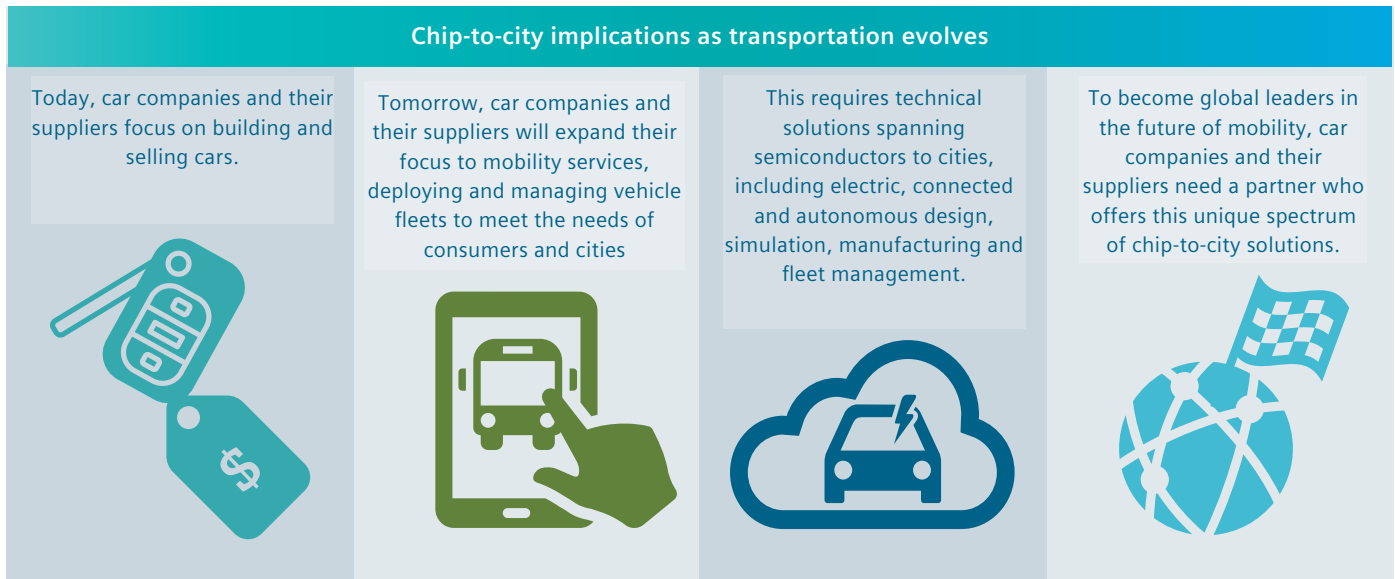 Chip-to-city implications as transportation evolves
Today, car companies and their
suppliers focus on building and
selling cars.
Tomorrow, car companies and
their suppliers will expand their
focus to mobility services,
deploying and managing vehicle
fleets to meet the needs of
consumers and cities
This requires technical
solutions spanning
semiconductors to cities,
including electric, connected
and autonomous design,
simulation, manufacturing and
fleet management.
To become global leaders in
the future of mobility, car
companies and their
suppliers need a partner who
offers this unique spectrum
of chip-to-city solutions.
$